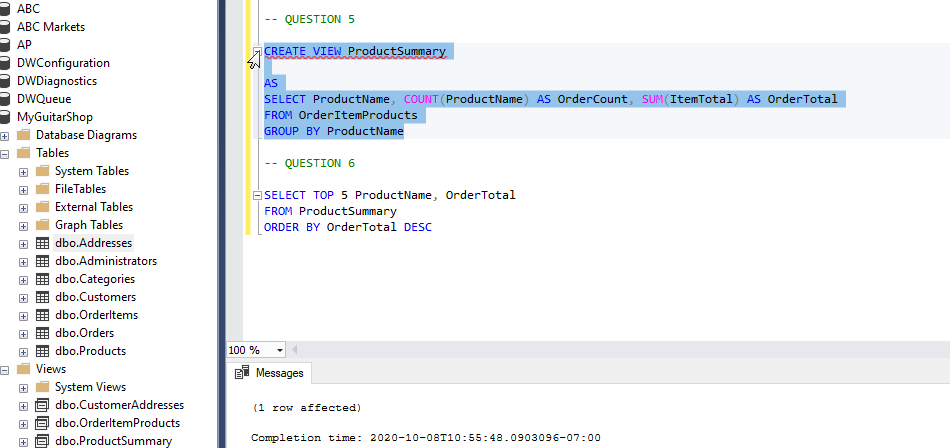 ABC
ABC Markets
AP
DWConfiguration
DWDiagnostics
DWQueue
MyGuitarShop
Database Diagrams
Tables
System Tables
FileTables
External Tables
Graph Tables
dbo.Addresses
dbo.Administrators
dbo.Categories
dbo.Customers
dbo.OrderItems
dbo.Orders
dbo.Products
Views
System Views
dbo.CustomerAddresses
dbo.OrderItemProducts
dbo.ProductSummary
-- QUESTION 5
CREATE VIEW ProductSummary
AS
SELECT ProductName, COUNT(ProductName) AS OrderCount, SUM(ItemTotal) AS OrderTotal
FROM OrderItemProducts
GROUP BY ProductName
-- QUESTION 6
SELECT TOP 5 ProductName, OrderTotal
FROM ProductSummary
ORDER BY OrderTotal DESC
100 %
Messages
(1 row affected)
Completion time: 2020-10-08T10:55:48.0903096-07:00